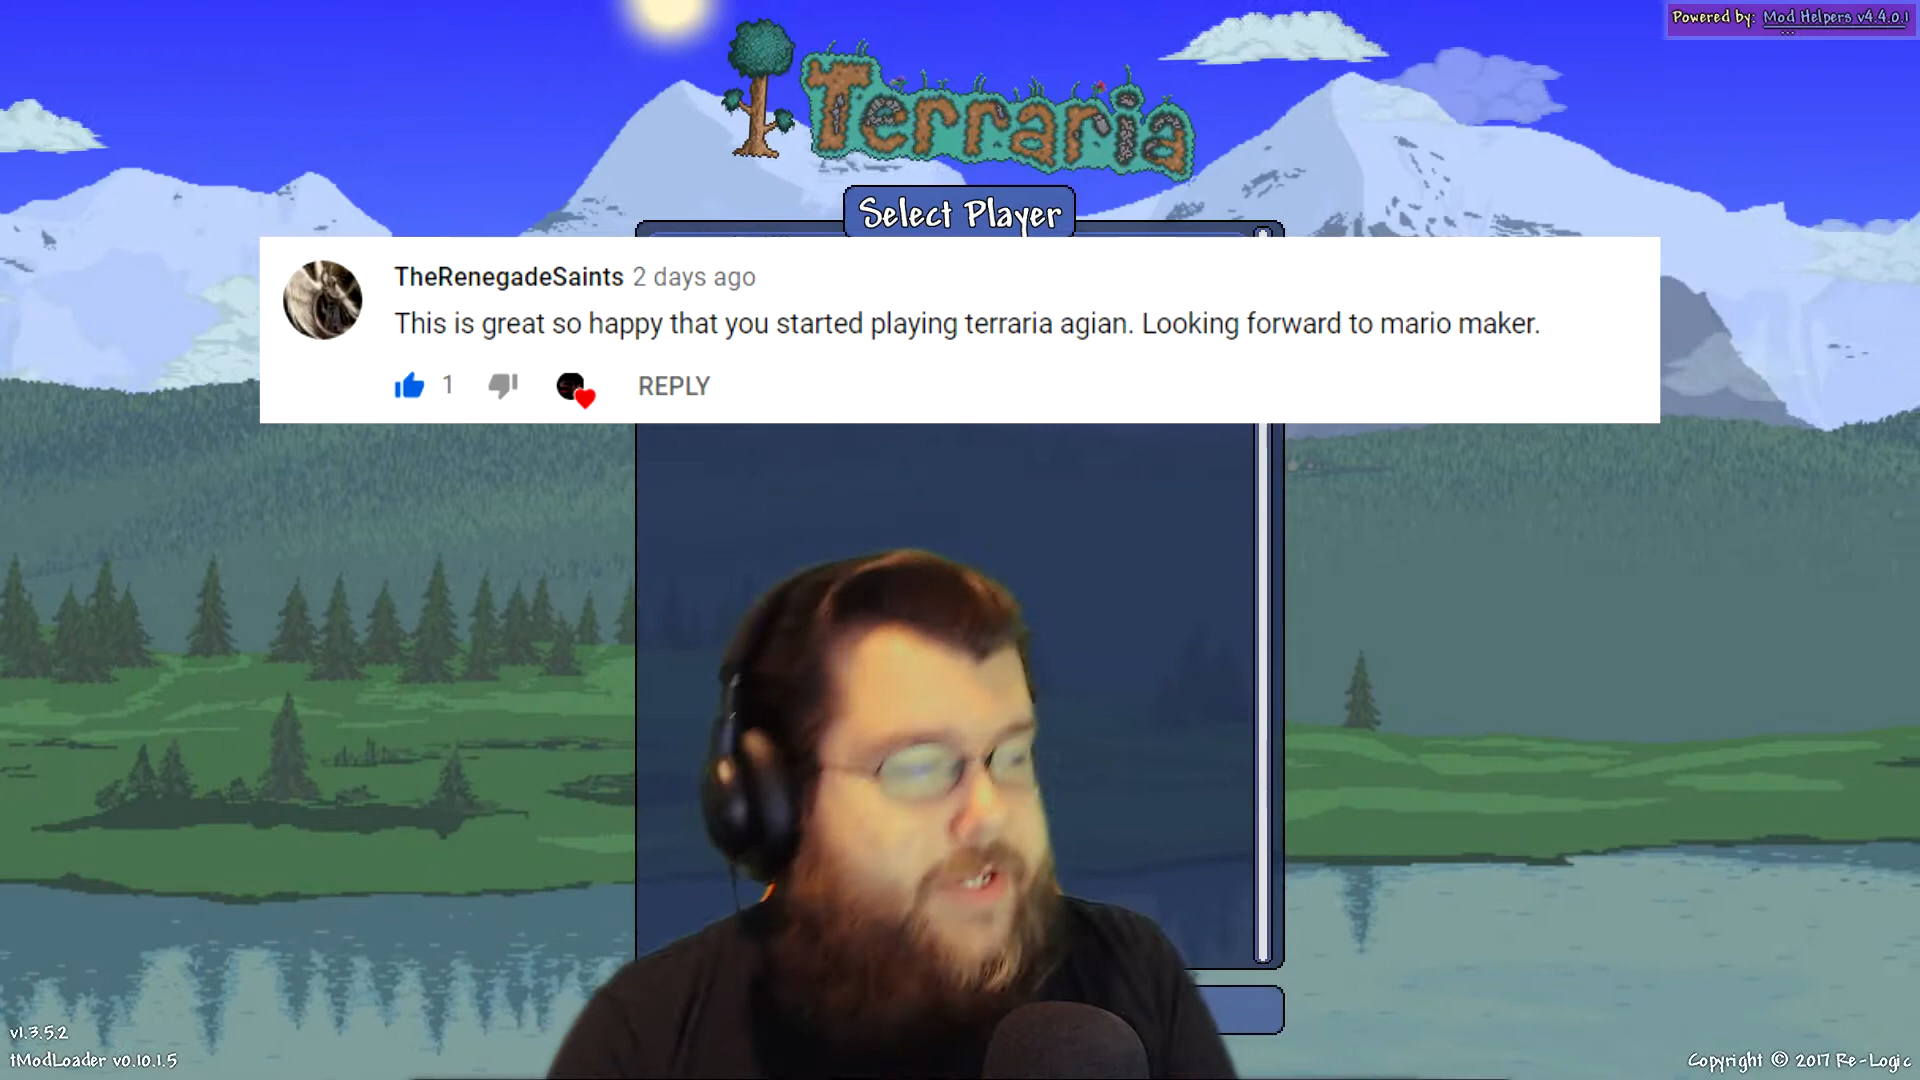 Powered by: Mod Helpers v4.4.0.1
...
Terraria
Select Player
TheRenegadeSaints 2 days ago
This is great so happy that you started playing terraria agian. Looking forward to mario maker.
1 REPLY
v1.3.5.2
tModLoader v0.10.1.5
Copyright © 2017 Re-Logic